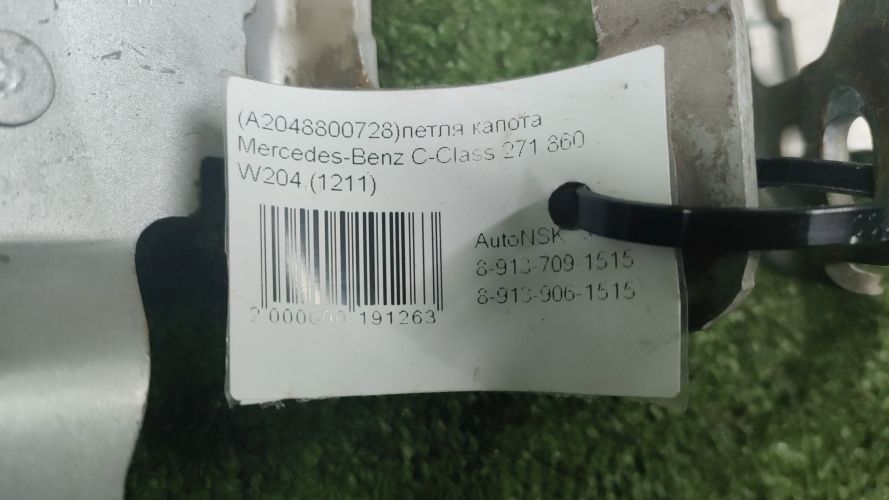 (A2048800728)петля капота
Mercedes-Benz C-Class 271 860
W204 (1211)
AutoNSK
8-913-709-1515
8-913-906-1515
2 000000 191263